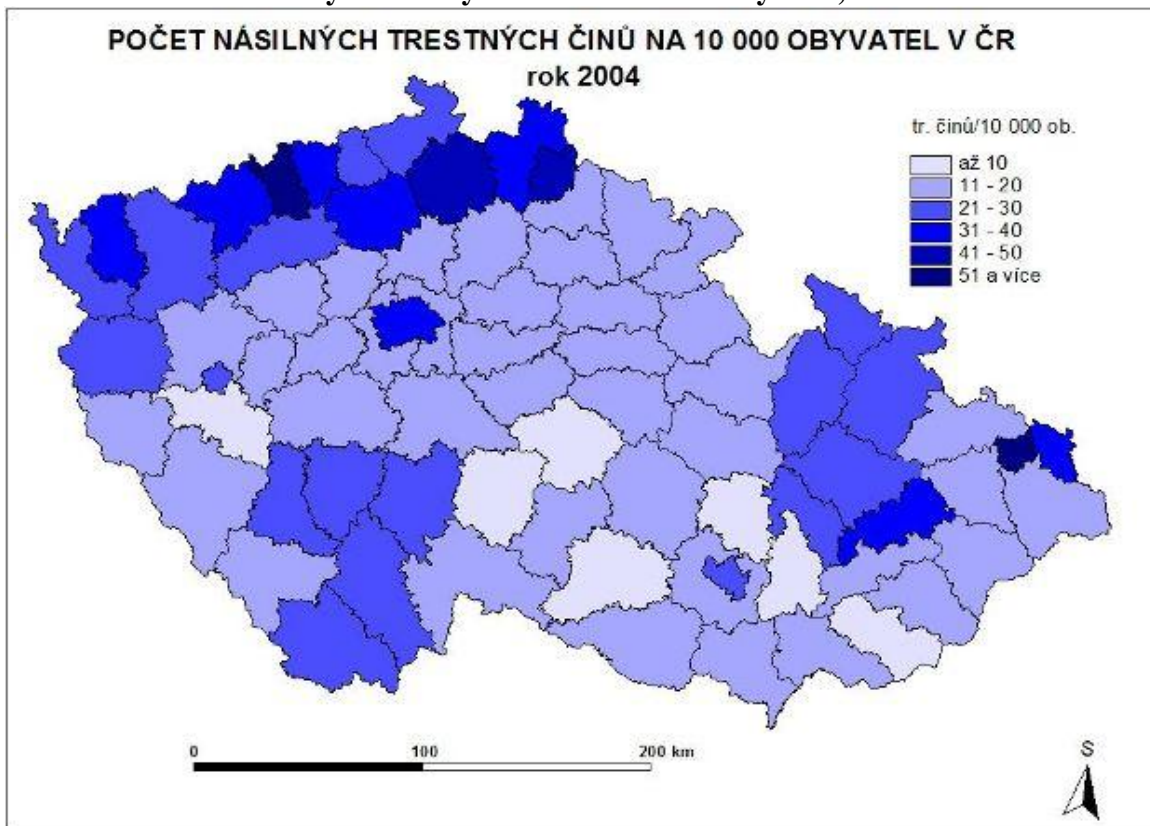 POČET NÁSILNÝCH TRESTNÝCH ČINŮ NA 10 000 OBYVATEL V ČR
rok 2004
tr. činů/10 000 ob.
až 10
11 - 20
21 - 30
31 - 40
41 - 50
51 a více
0 100 200 km
S